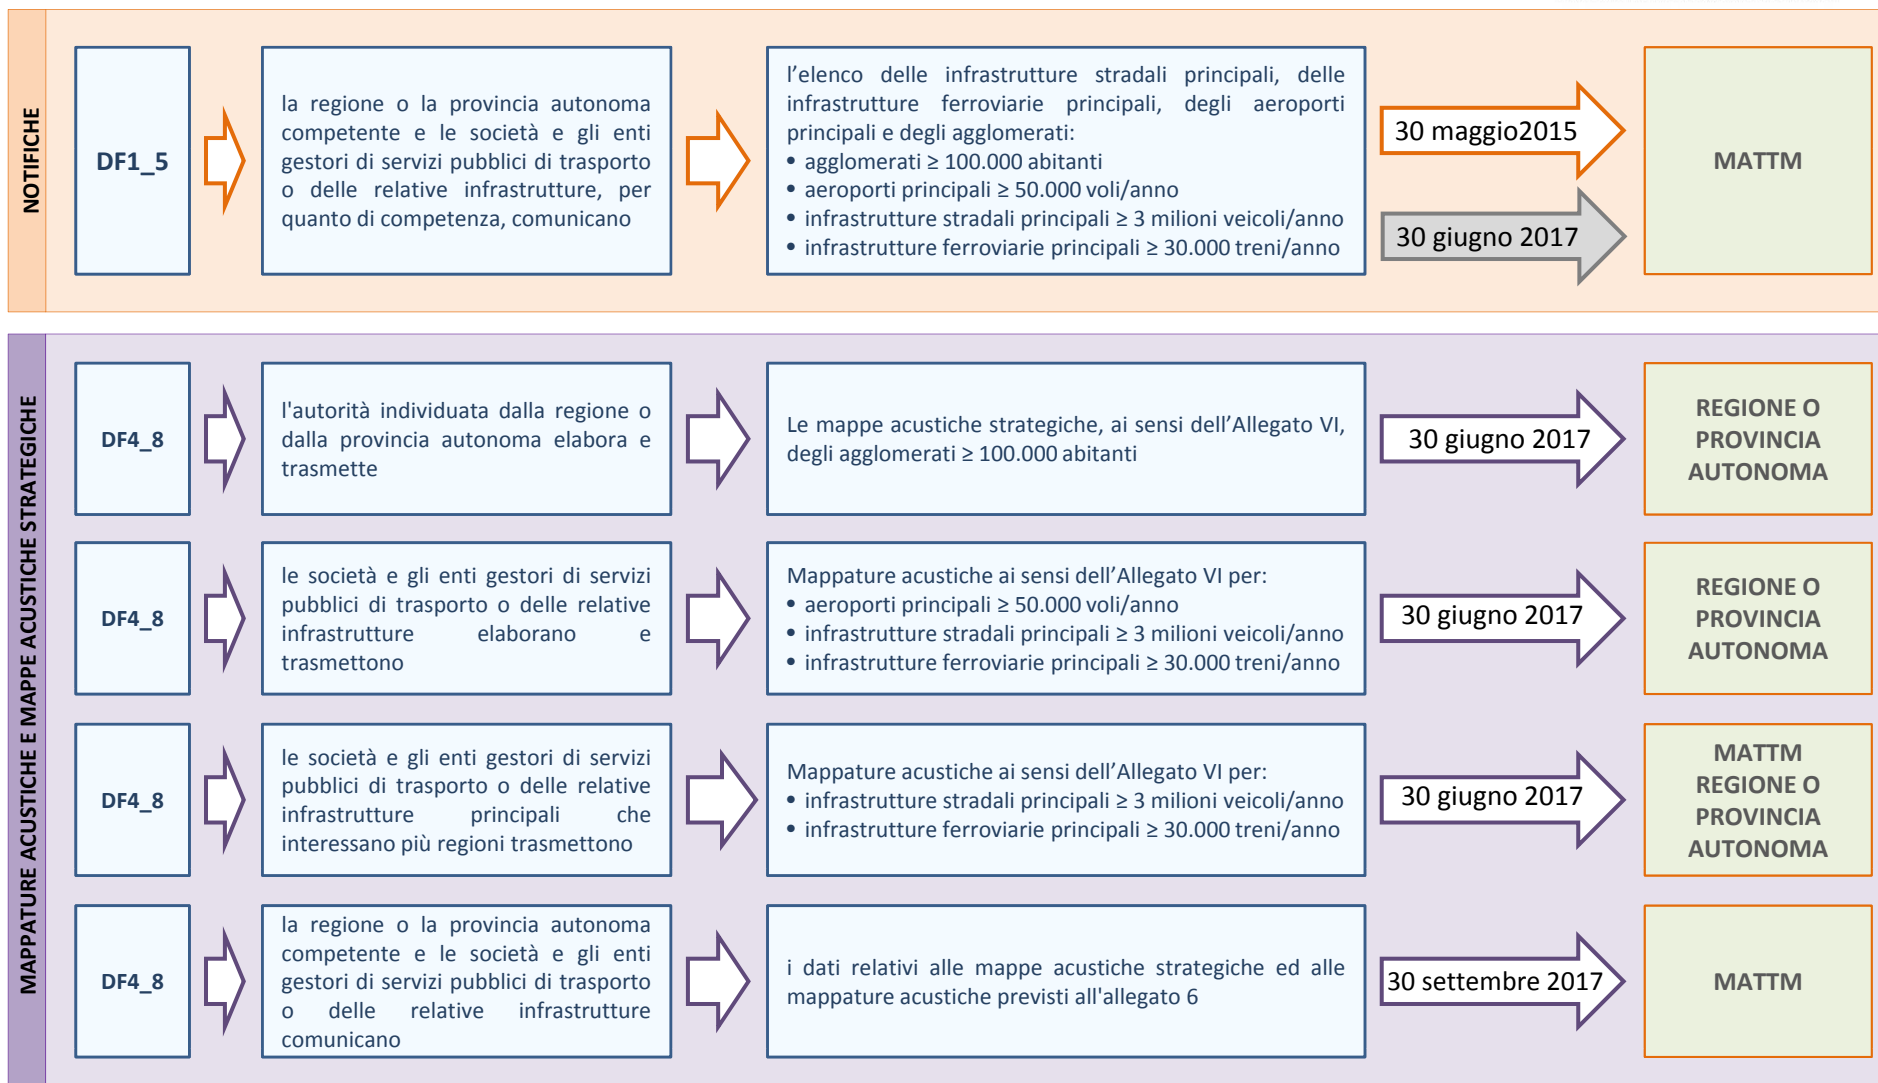 NOTIFICHE
DF1_5
la regione o la provincia autonoma
competente e le società e gli enti
gestori di servizi pubblici di trasporto
o delle relative infrastrutture, per
quanto di competenza, comunicano
l'elenco delle infrastrutture stradali principali, delle
infrastrutture ferroviarie principali, degli aeroporti
principali e degli agglomerati:
• agglomerati ≥ 100.000 abitanti
• aeroporti principali ≥ 50.000 voli/anno
• infrastrutture stradali principali ≥ 3 milioni veicoli/anno
• infrastrutture ferroviarie principali ≥ 30.000 treni/anno
30 maggio2015
30 giugno 2017
MATTM
MAPPATURE ACUSTICHE E MAPPE ACUSTICHE STRATEGICHE
DF4_8
l'autorità individuata dalla regione o
dalla provincia autonoma elabora e
trasmette
Le mappe acustiche strategiche, ai sensi dell'Allegato VI,
degli agglomerati ≥ 100.000 abitanti
30 giugno 2017
REGIONE O
PROVINCIA
AUTONOMA
DF4_8
le società e gli enti gestori di servizi
pubblici di trasporto o delle relative
infrastrutture elaborano e
trasmettono
Mappature acustiche ai sensi dell'Allegato VI per:
• aeroporti principali ≥ 50.000 voli/anno
• infrastrutture stradali principali ≥ 3 milioni veicoli/anno
• infrastrutture ferroviarie principali ≥ 30.000 treni/anno
30 giugno 2017
REGIONE O
PROVINCIA
AUTONOMA
DF4_8
le società e gli enti gestori di servizi
pubblici di trasporto o delle relative
infrastrutture principali che
interessano più regioni trasmettono
Mappature acustiche ai sensi dell'Allegato VI per:
• infrastrutture stradali principali ≥ 3 milioni veicoli/anno
• infrastrutture ferroviarie principali ≥ 30.000 treni/anno
30 giugno 2017
MATTM
REGIONE O
PROVINCIA
AUTONOMA
DF4_8
la regione o la provincia autonoma
competente e le società e gli enti
gestori di servizi pubblici di trasporto
o delle relative infrastrutture
comunicano
i dati relativi alle mappe acustiche strategiche ed alle
mappature acustiche previsti all'allegato 6
30 settembre 2017
MATTM